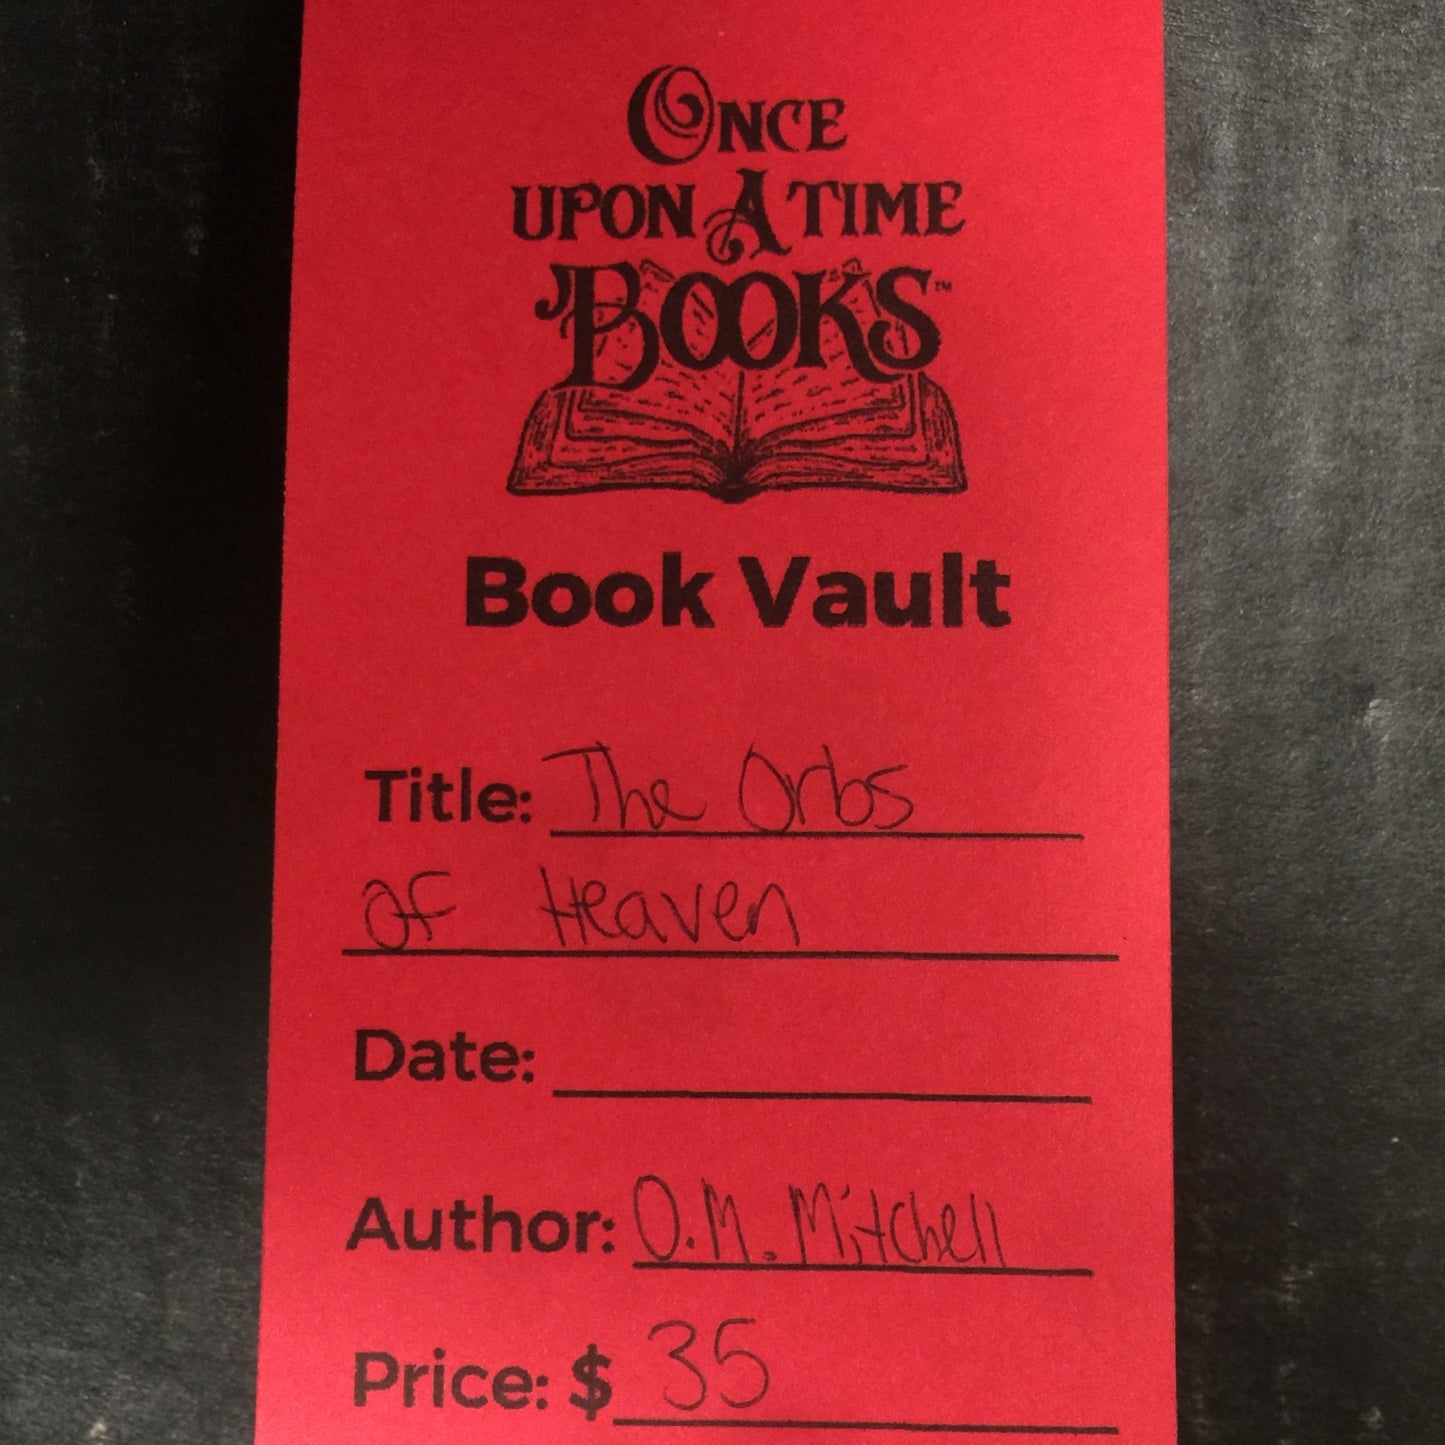 ONCE
UPON A TIME
BOOKS™
Book Vault
Title: The Orbs
of Heaven
Date:
Author: O.M. Mitchell
Price: $ 35